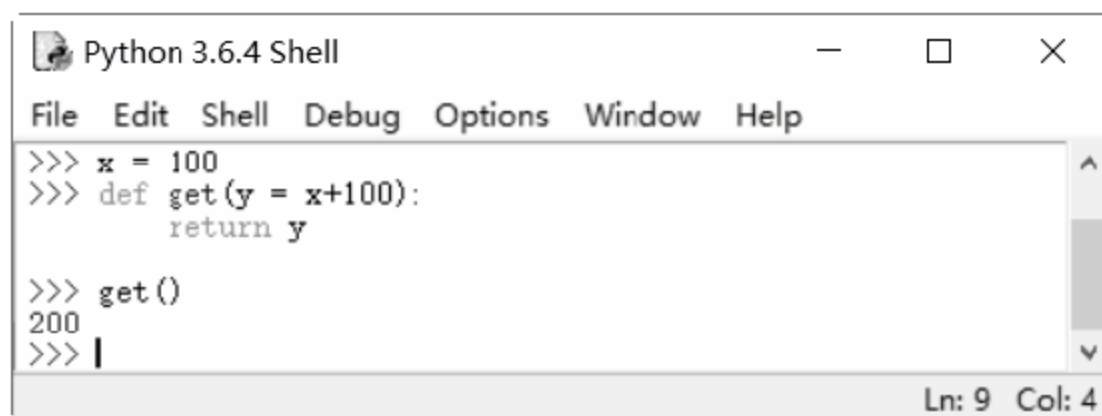 Python 3.6.4 Shell
File Edit Shell Debug Options Window Help
>>> x = 100
>>> def get(y = x+100):
        return y
>>> get()
200
>>>
Ln: 9 Col: 4